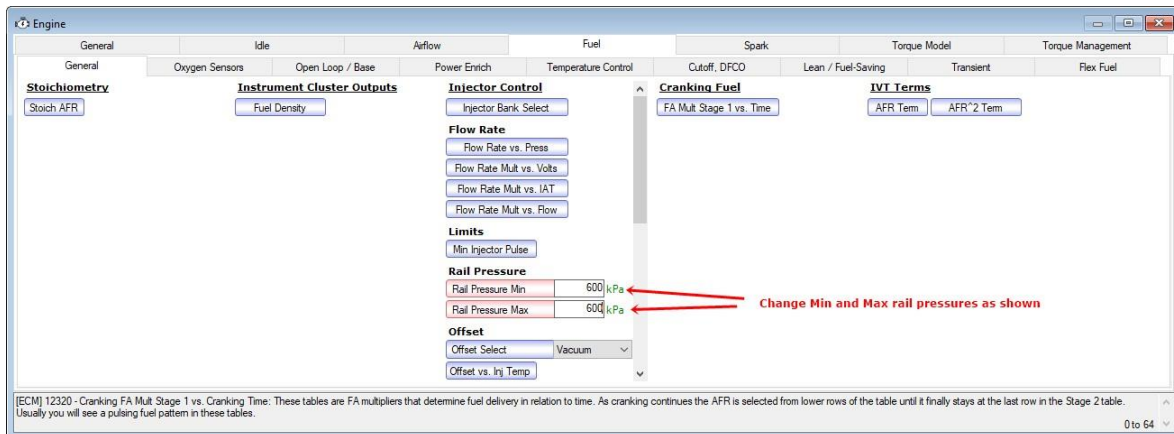 Engine
General Idle Airflow Fuel Spark Torque Model Torque Management
General Oxygen Sensors Open Loop / Base Power Enrich Temperature Control Cutoff, DFCO Lean / Fuel-Saving Transient Flex Fuel
Stoichiometry
Stoich AFR
Instrument Cluster Outputs
Fuel Density
Injector Control
Injector Bank Select
Flow Rate
Flow Rate vs. Press
Flow Rate Mult vs. Volts
Flow Rate Mult vs. IAT
Flow Rate Mult vs. Flow
Limits
Min Injector Pulse
Rail Pressure
Rail Pressure Min 600 kPa
Rail Pressure Max 600 kPa
Offset
Offset Select Vacuum
Offset vs. Inj Temp
Cranking Fuel
FA Mult Stage 1 vs. Time
IVT Terms
AFR Term AFR^2 Term
Change Min and Max rail pressures as shown
[ECM] 12320 - Cranking FA Mult Stage 1 vs. Cranking Time: These tables are FA multipliers that determine fuel delivery in relation to time. As cranking continues the AFR is selected from lower rows of the table until it finally stays at the last row in the Stage 2 table.
Usually you will see a pulsing fuel pattern in these tables.
0 to 64